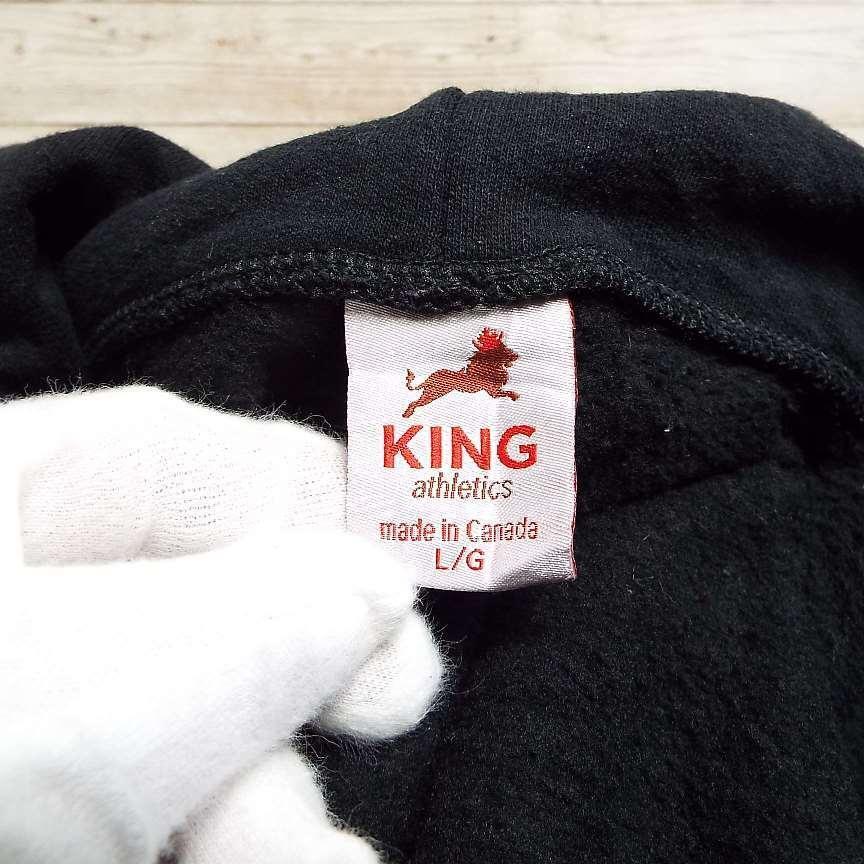 KING
athletics
made in Canada
L/G